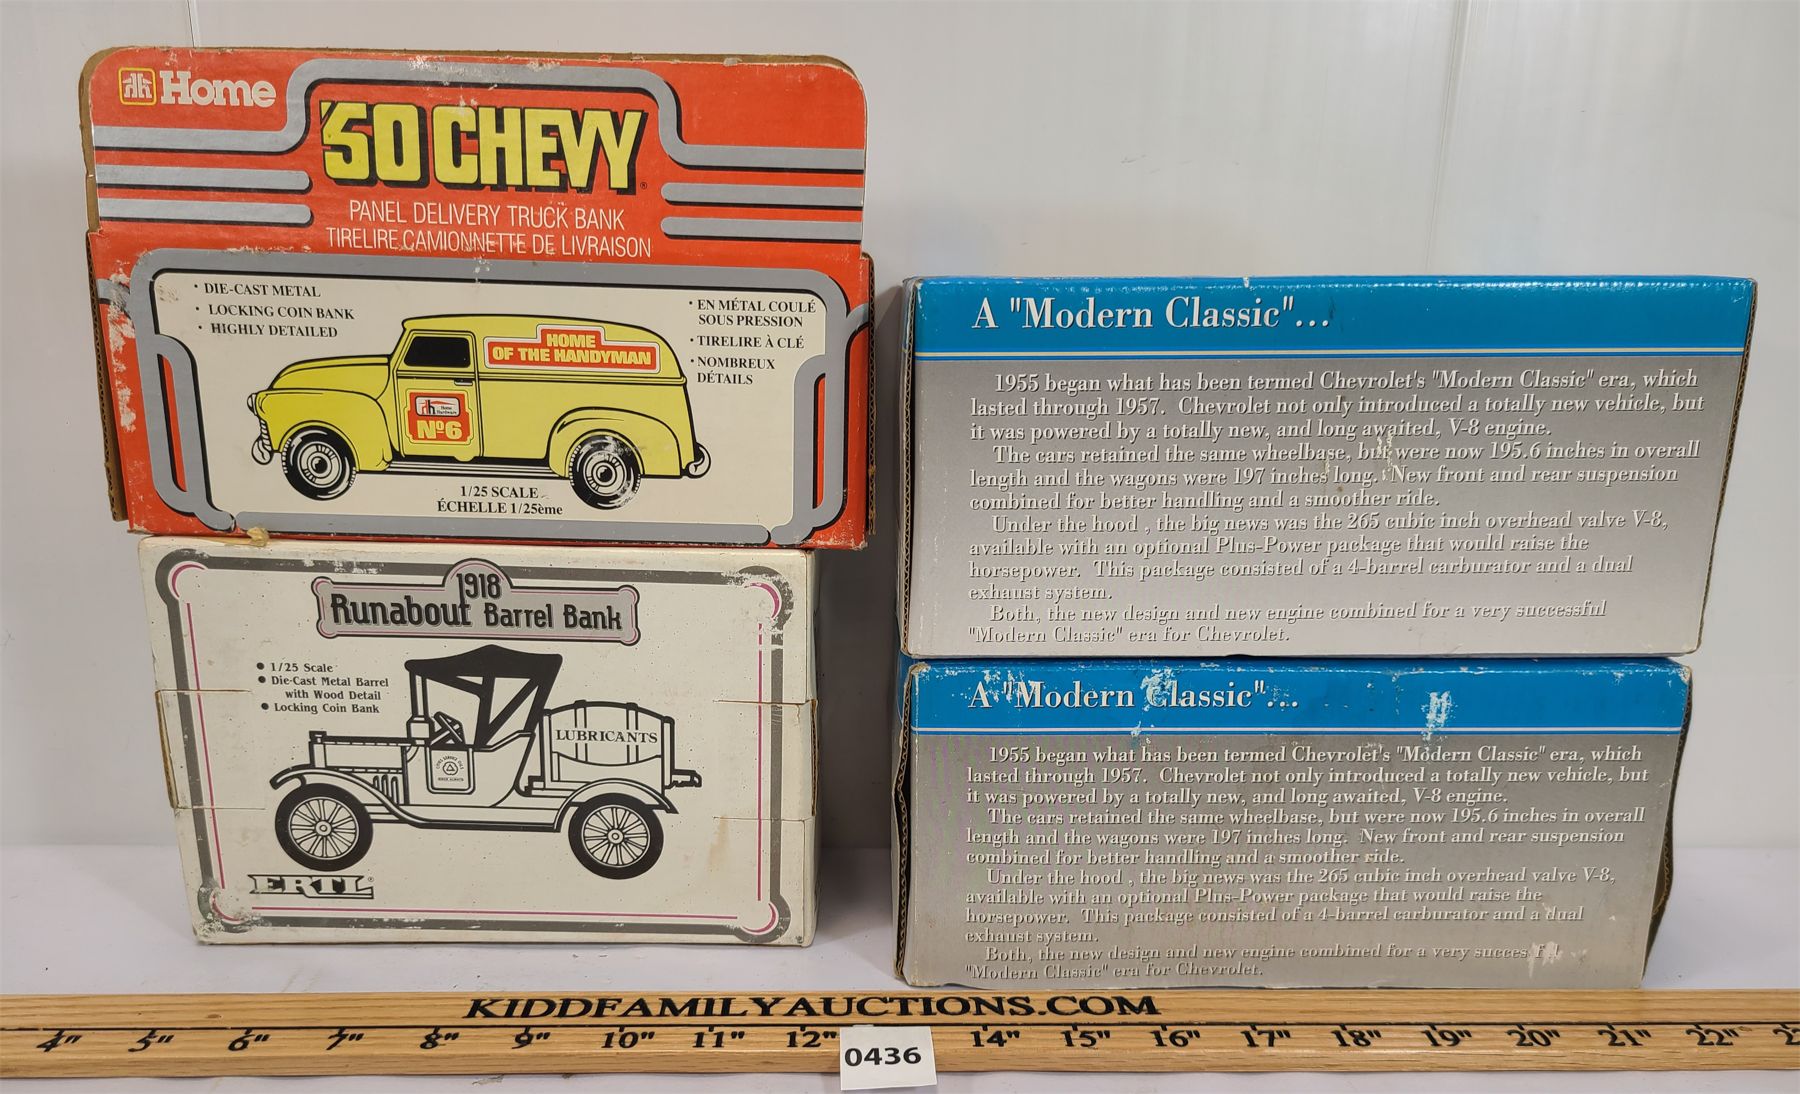 Home
'50 CHEVY
PANEL DELIVERY TRUCK BANK
TIRELIRE CAMIONNETTE DE LIVRAISON
• DIE-CAST METAL
• LOCKING COIN BANK
• HIGHLY DETAILED
• EN MÉTAL COULÉ
SOUS PRESSION
• TIRELIRE À CLÉ
• NOMBREUX
DÉTAILS
HOME
OF THE HANDYMAN
Home
Hardware
Nº6
1/25 SCALE
ÉCHELLE 1/25ème
1918
Runabout Barrel Bank
● 1/25 Scale
● Die-Cast Metal Barrel
with Wood Detail
● Locking Coin Bank
LUBRICANTS
ERTL®
A "Modern Classic"...
1955 began what has been termed Chevrolet's "Modern Classic" era, which
lasted through 1957. Chevrolet not only introduced a totally new vehicle, but
it was powered by a totally new, and long awaited, V-8 engine.
The cars retained the same wheelbase, but were now 195.6 inches in overall
length and the wagons were 197 inches long. New front and rear suspension
combined for better handling and a smoother ride.
Under the hood , the big news was the 265 cubic inch overhead valve V-8,
available with an optional Plus-Power package that would raise the
horsepower. This package consisted of a 4-barrel carburator and a dual
exhaust system.
Both, the new design and new engine combined for a very successful
"Modern Classic" era for Chevrolet.
A "Modern Classic"...
1955 began what has been termed Chevrolet's "Modern Classic" era, which
lasted through 1957. Chevrolet not only introduced a totally new vehicle, but
it was powered by a totally new, and long awaited, V-8 engine.
The cars retained the same wheelbase, but were now 195.6 inches in overall
length and the wagons were 197 inches long. New front and rear suspension
combined for better handling and a smoother ride.
Under the hood , the big news was the 265 cubic inch overhead valve V-8,
available with an optional Plus-Power package that would raise the
horsepower. This package consisted of a 4-barrel carburator and a dual
exhaust system.
Both, the new design and new engine combined for a very succes f l
"Modern Classic" era for Chevrolet.
KIDDFAMILYAUCTIONS.COM
4" 5" 6" 7" 8" 9" 10" 11" 12" 14" 15" 16" 17" 18" 19" 20" 21" 22" 2
0436